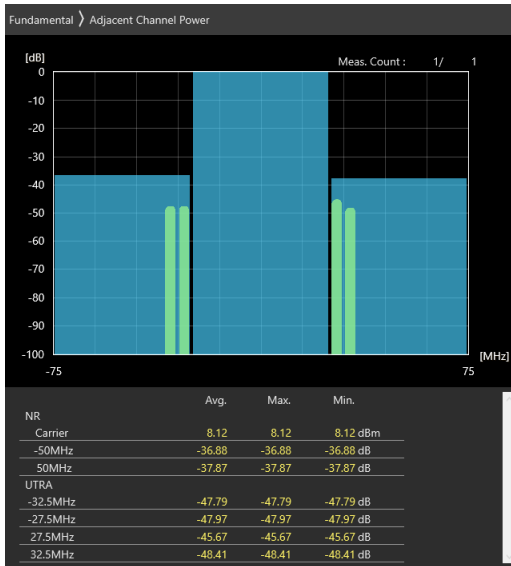 Fundamental 〉 Adjacent Channel Power
[dB]
Meas. Count : 1/ 1
0
-10
-20
-30
-40
-50
-60
-70
-80
-90
-100
[MHz]
-75 75
Avg. Max. Min.
NR
Carrier 8.12 8.12 8.12 dBm
-50MHz -36.88 -36.88 -36.88 dB
50MHz -37.87 -37.87 -37.87 dB
UTRA
-32.5MHz -47.79 -47.79 -47.79 dB
-27.5MHz -47.97 -47.97 -47.97 dB
27.5MHz -45.67 -45.67 -45.67 dB
32.5MHz -48.41 -48.41 -48.41 dB